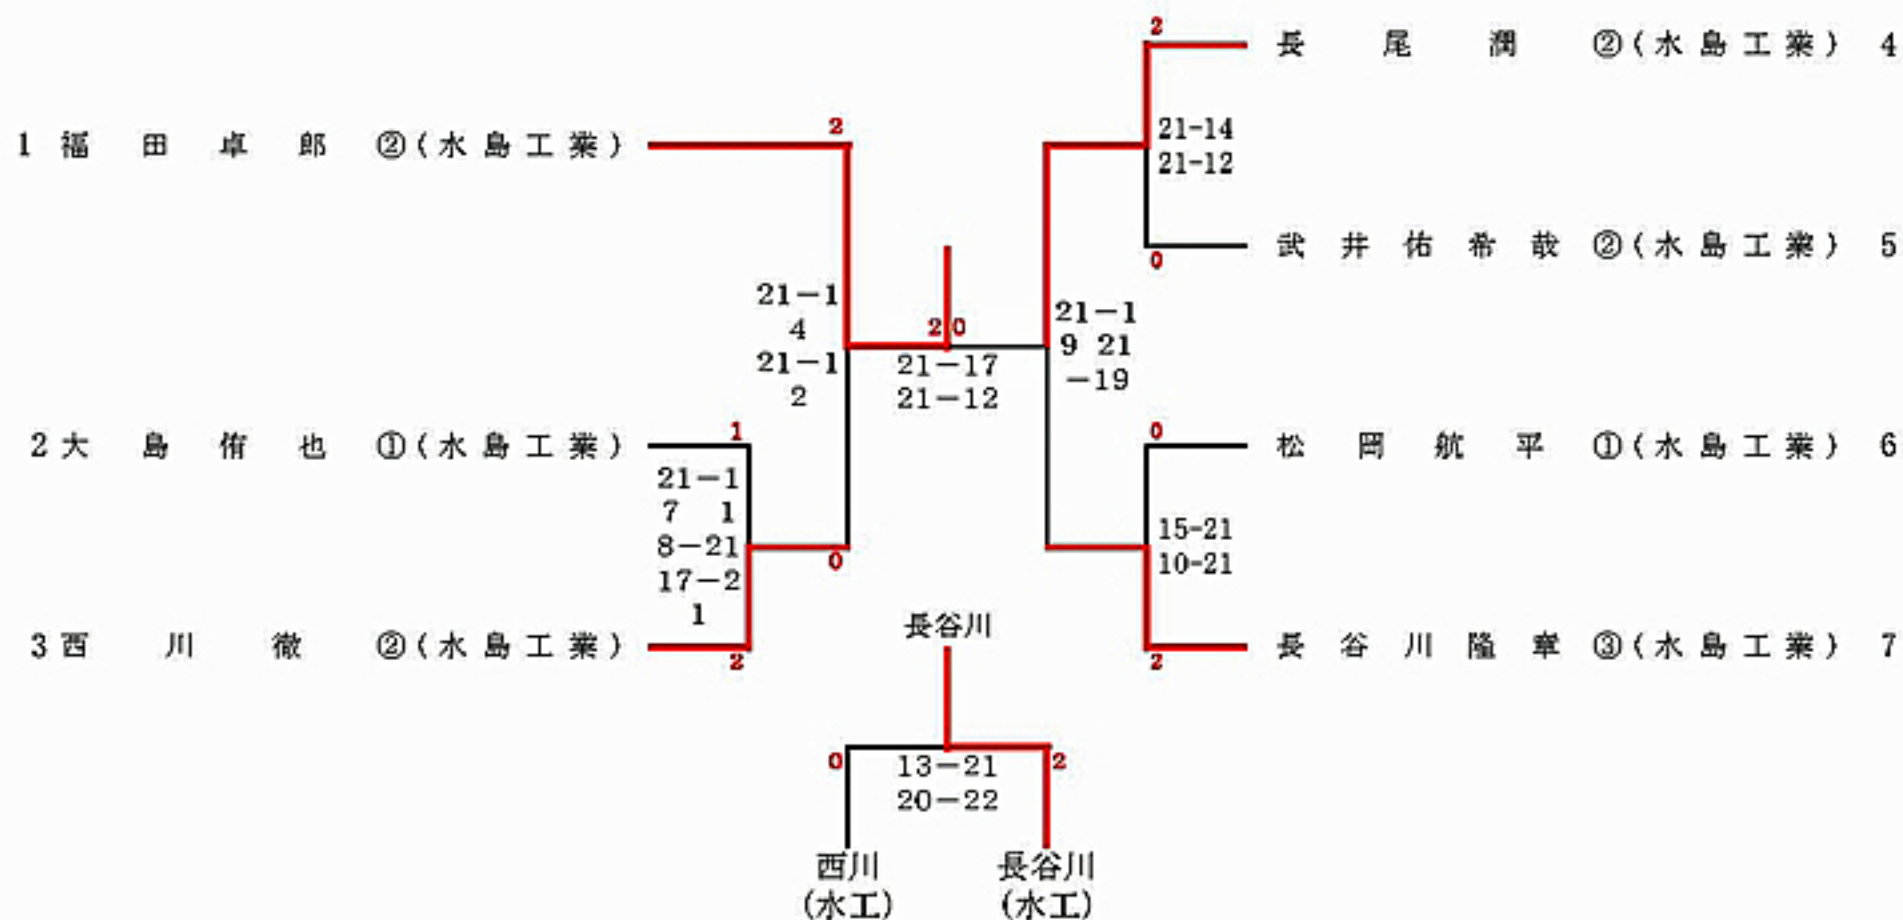 1 福田卓郎 ②(水島工業)
2
21-1
4
21-1
2
2 大島侑也 ①(水島工業)
1
21-1
7 1
8-21
17-2
1
0
3 西川徹 ②(水島工業)
2
2 0
21-17
21-12
2
長尾潤 ②(水島工業) 4
21-14
21-12
武井佑希哉 ②(水島工業) 5
0
21-1
9 21
-19
0
松岡航平 ①(水島工業) 6
15-21
10-21
長谷川隆章 ③(水島工業) 7
2
長谷川
0
2
13-21
20-22
西川
(水工)
長谷川
(水工)